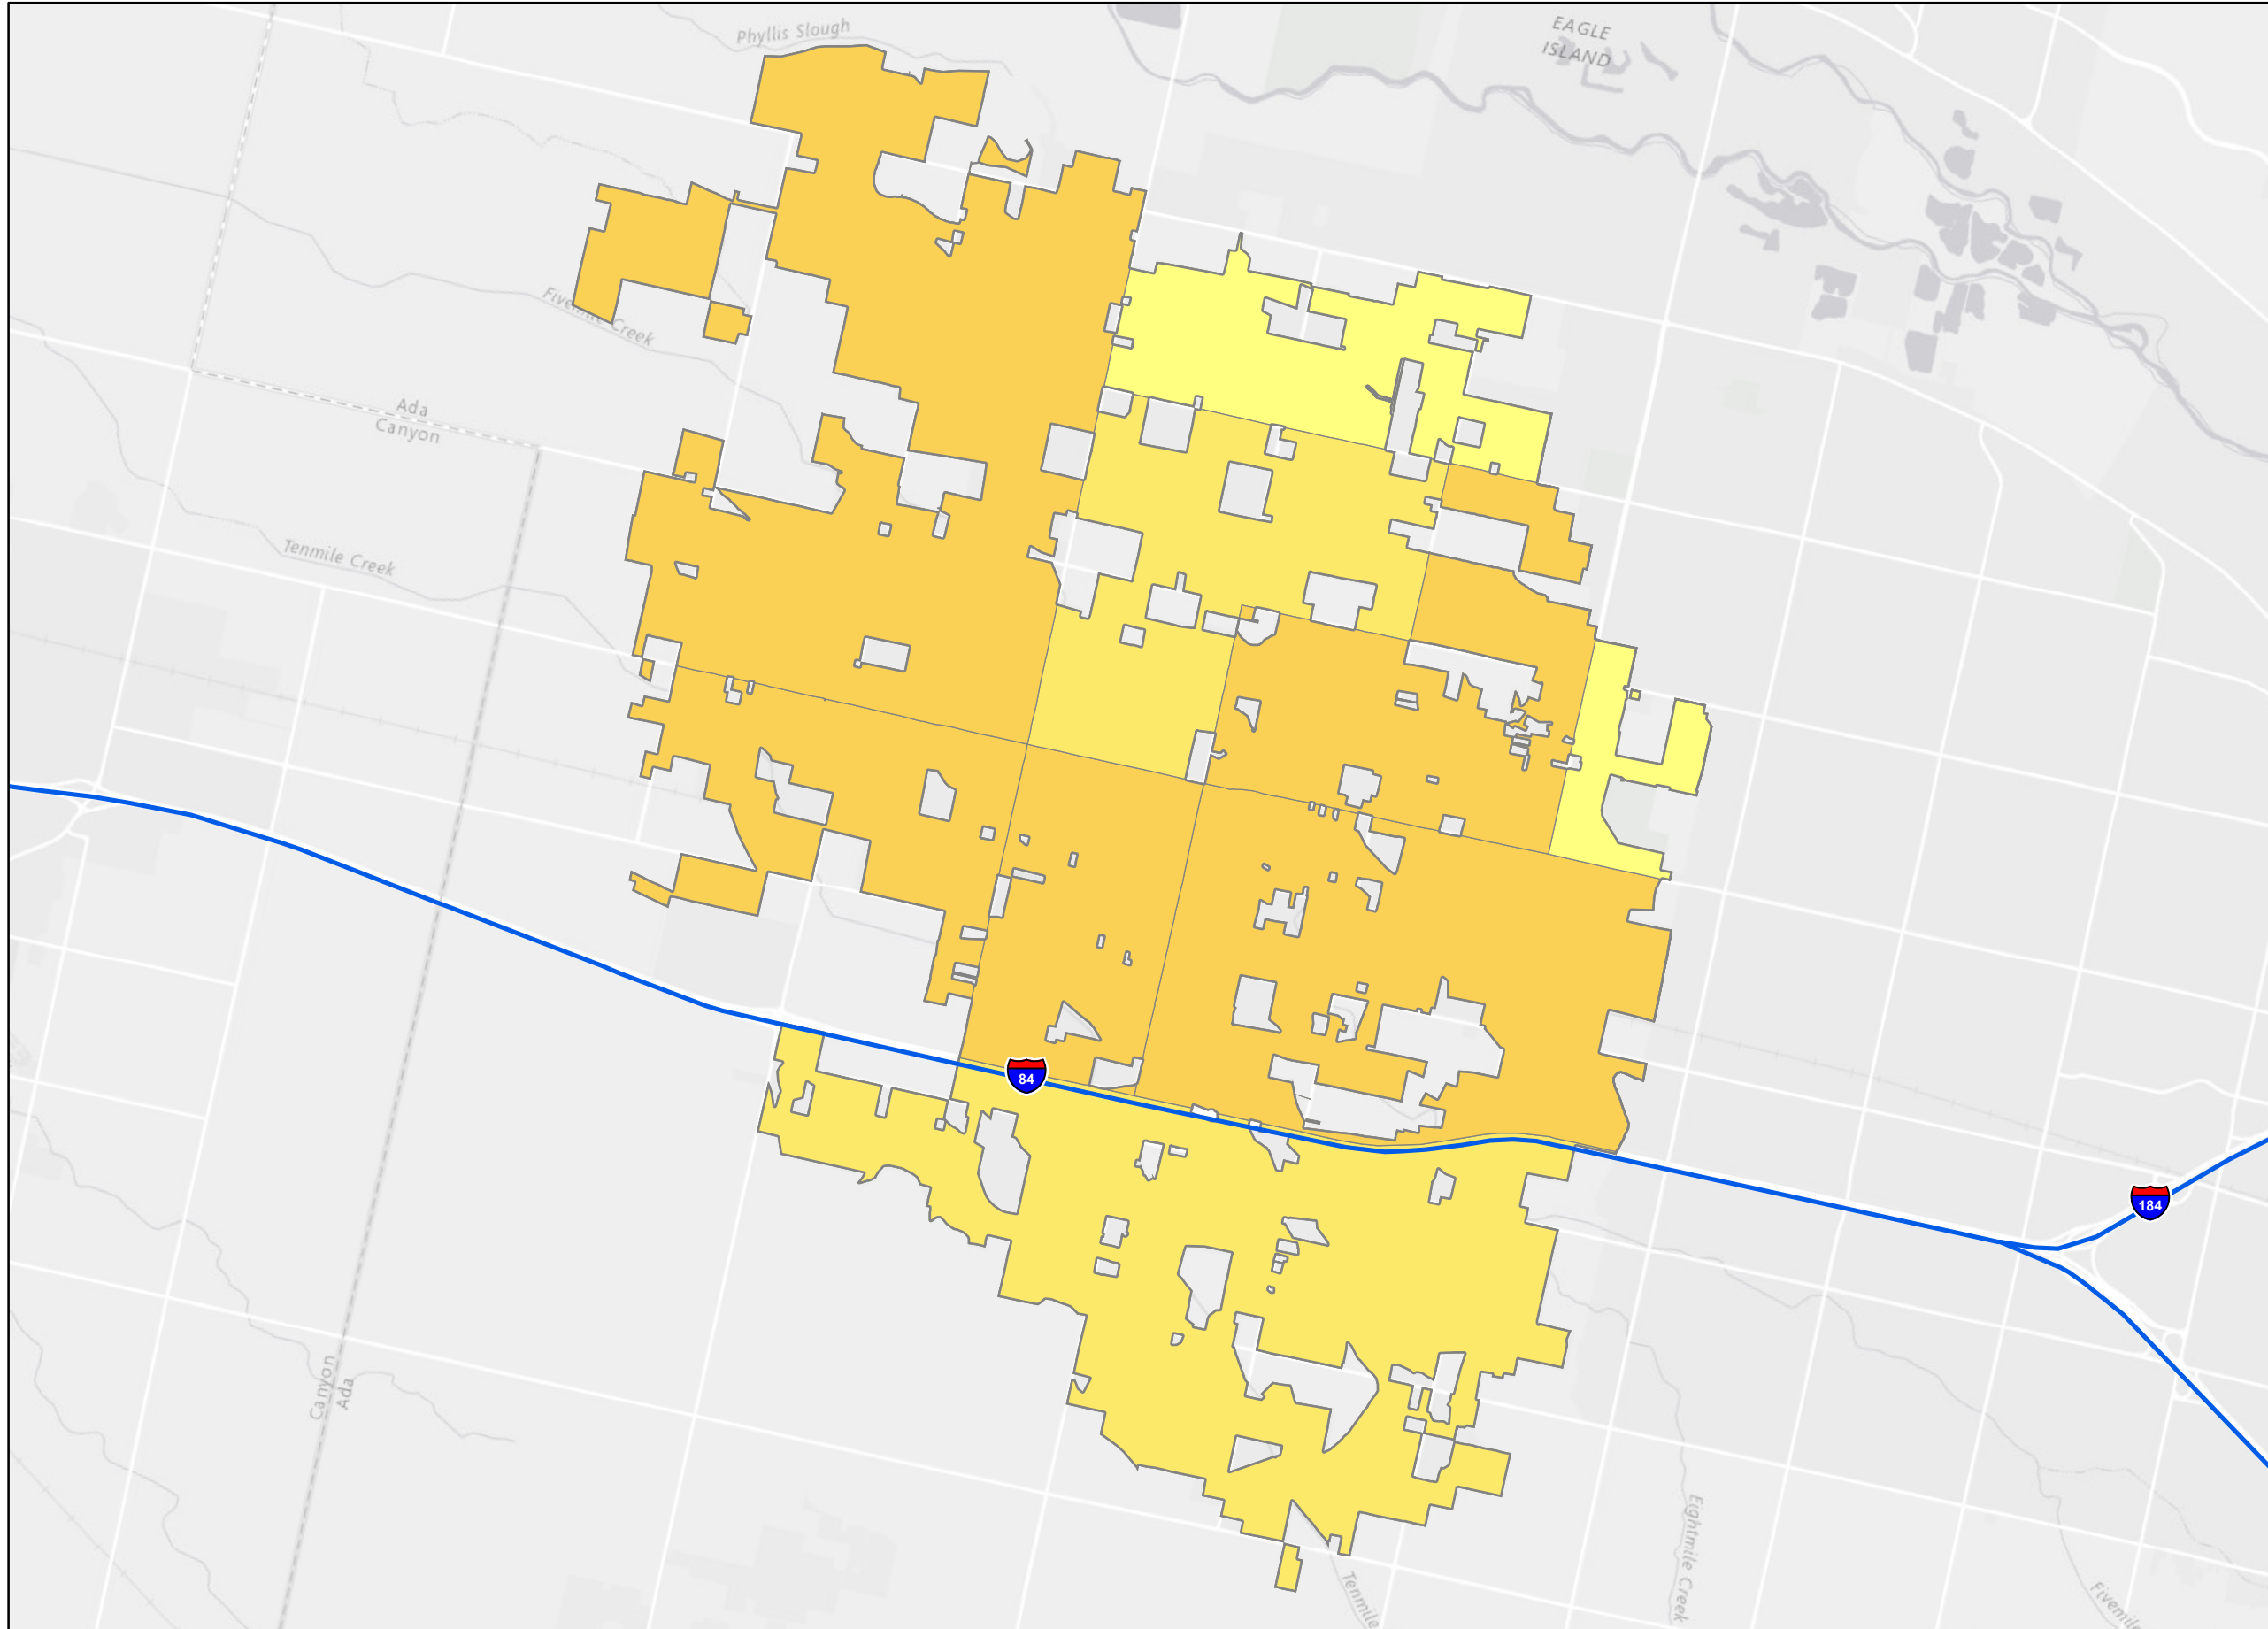 Phyllis Slough
EAGLE
ISLAND
Fivemile Creek
Ada
Canyon
Tenmile Creek
84
184
Canyon
Ada
Eightmile Creek
Tenmile
Fivemile